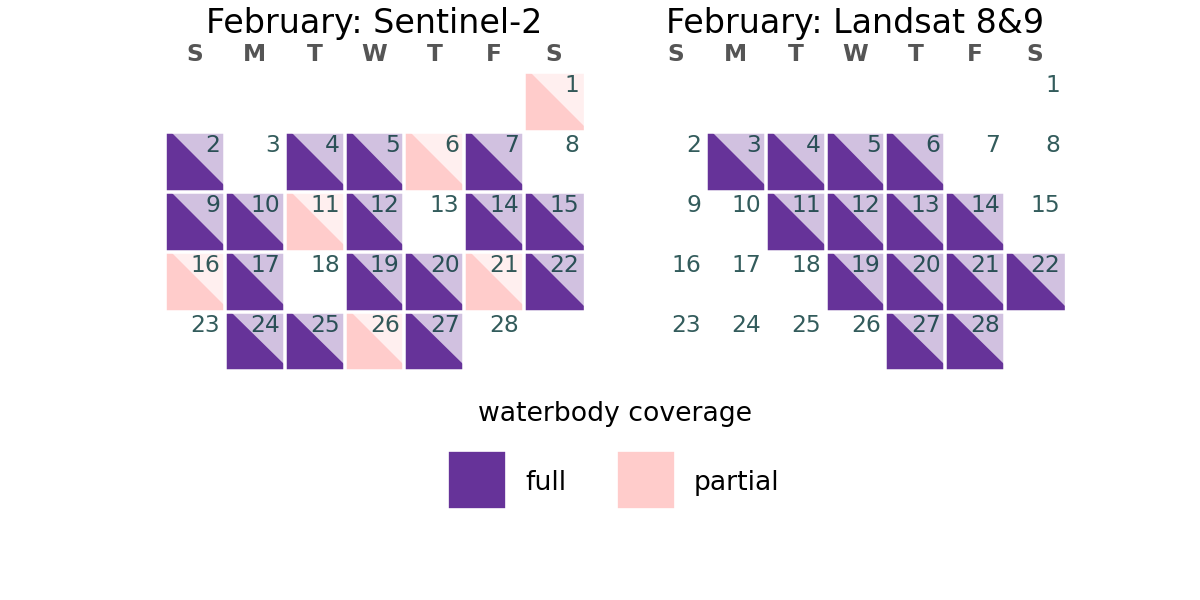 February: Sentinel-2
S M T W T F S
1
2 3 4 5 6 7 8
9 10 11 12 13 14 15
16 17 18 19 20 21 22
23 24 25 26 27 28
February: Landsat 8&9
S M T W T F S
1
2 3 4 5 6 7 8
9 10 11 12 13 14 15
16 17 18 19 20 21 22
23 24 25 26 27 28
waterbody coverage
full partial